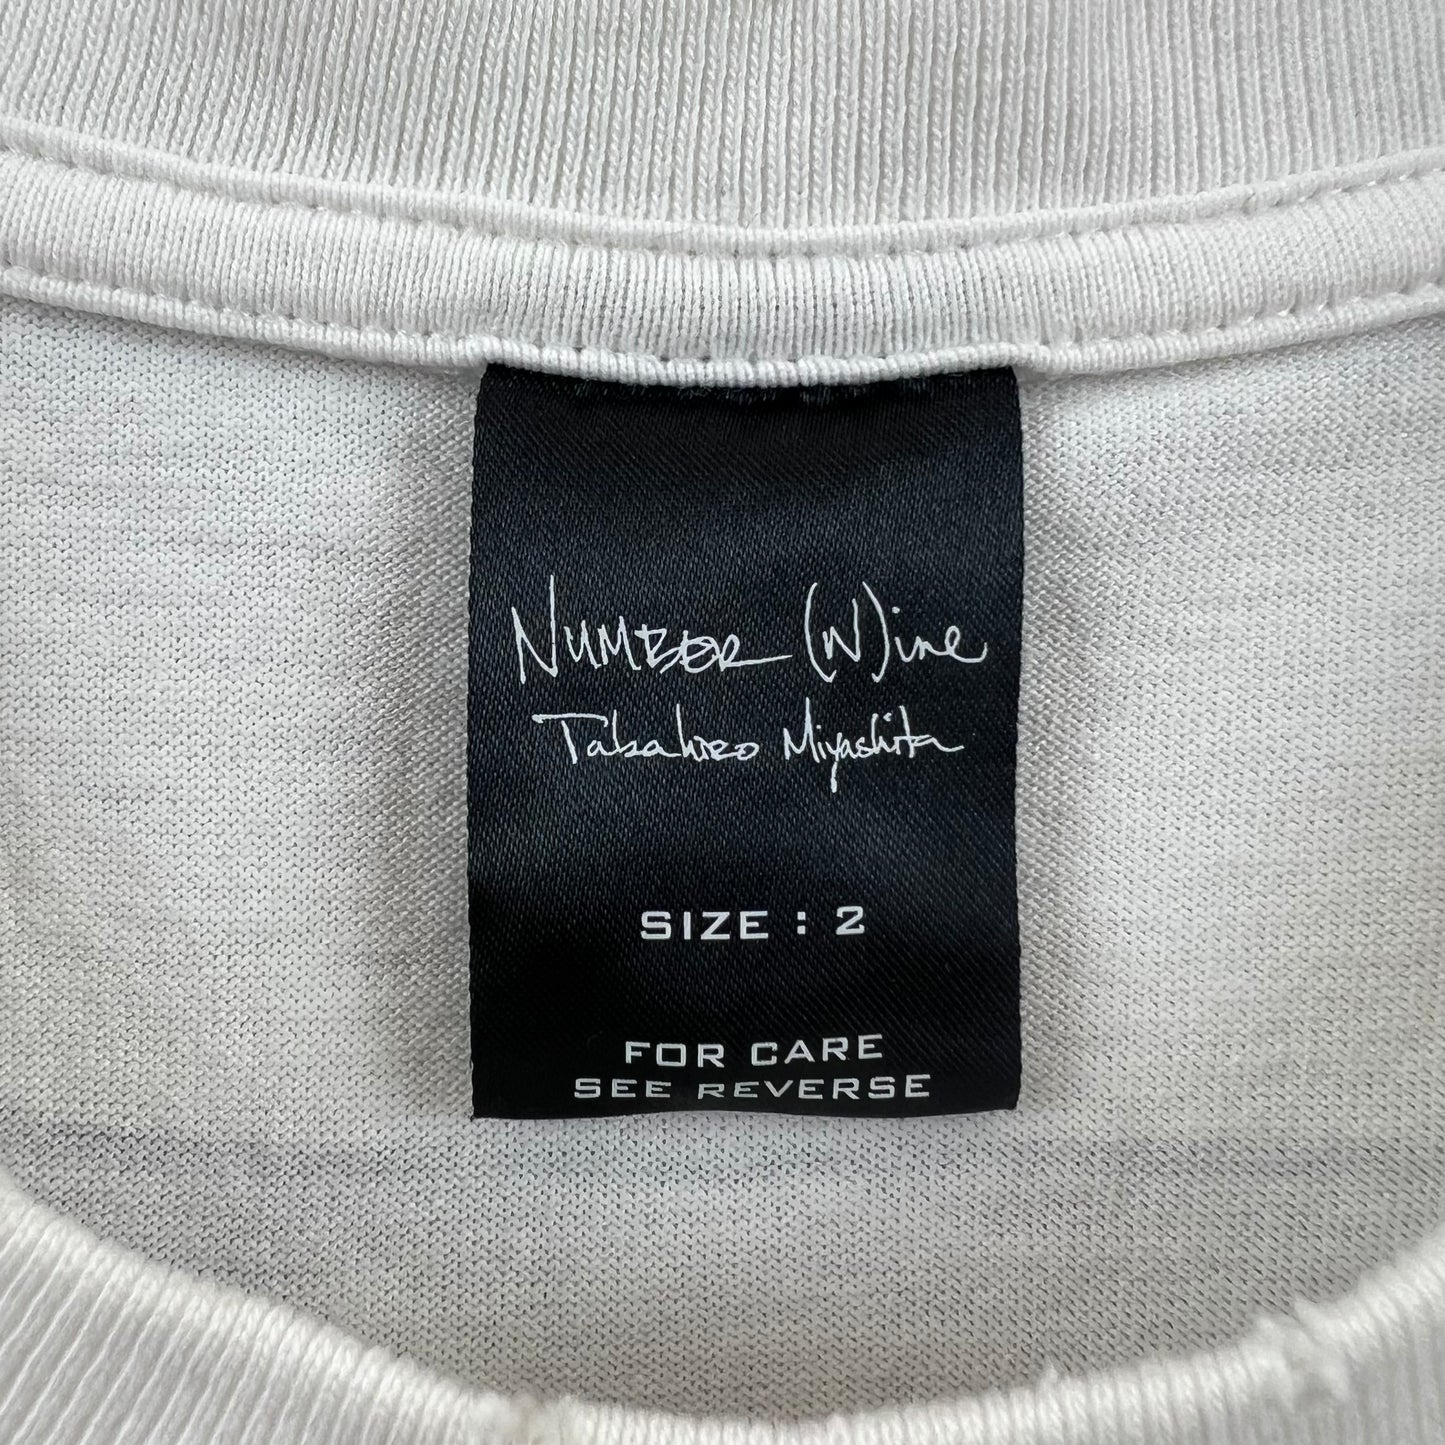 NUMBER (N)ine
Takahiro Miyashita
SIZE : 2
FOR CARE
SEE REVERSE